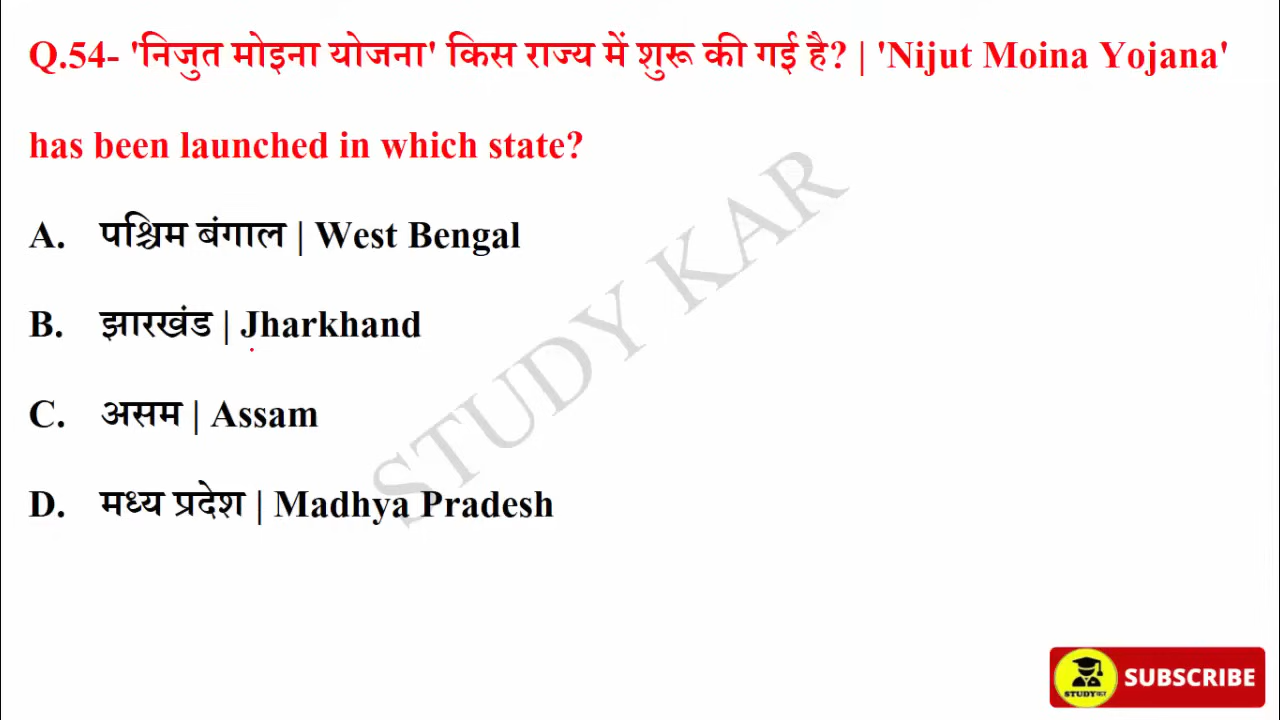 Q.54- 'निजुत मोइना योजना' किस राज्य में शुरू की गई है? | 'Nijut Moina Yojana'
has been launched in which state?
A. पश्चिम बंगाल | West Bengal
B. झारखंड | Jharkhand
C. असम | Assam
D. मध्य प्रदेश | Madhya Pradesh
STUDY KAR
SUBSCRIBE